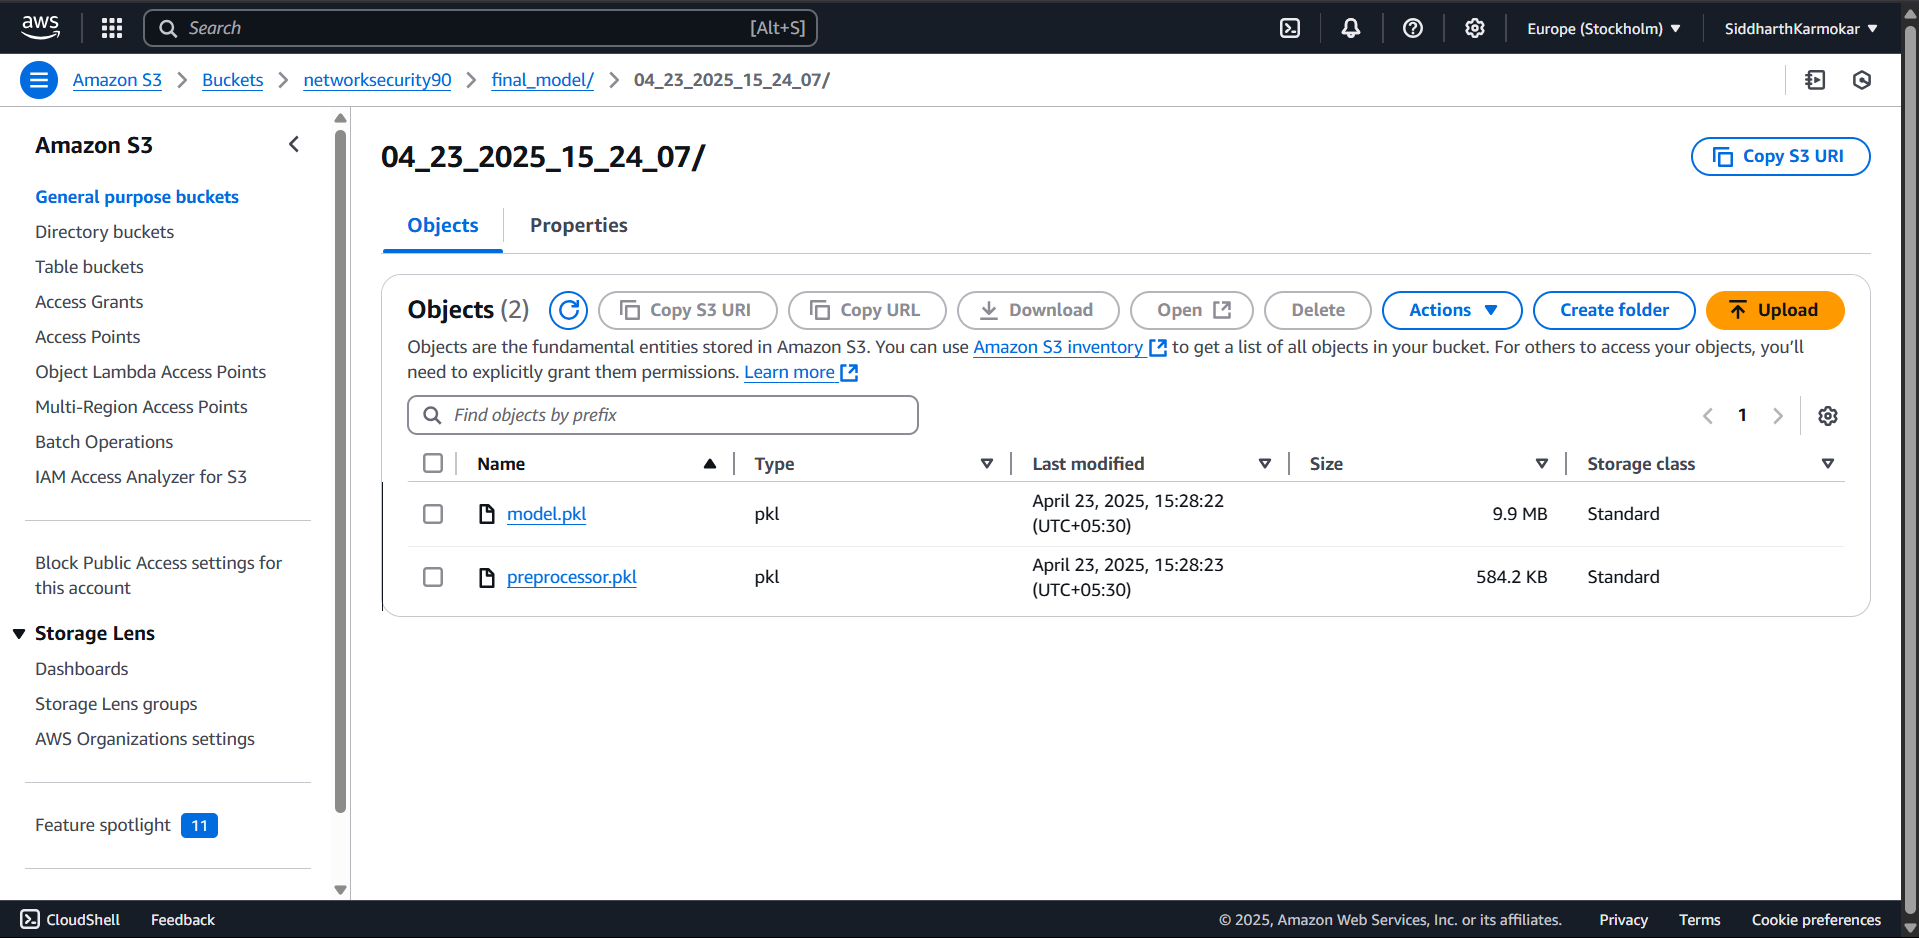 aws
Search [Alt+S]
Europe (Stockholm)
SiddharthKarmokar
Amazon S3 Buckets networksecurity90 final_model/ 04_23_2025_15_24_07/
Amazon S3
General purpose buckets
Directory buckets
Table buckets
Access Grants
Access Points
Object Lambda Access Points
Multi-Region Access Points
Batch Operations
IAM Access Analyzer for S3
Block Public Access settings for
this account
Storage Lens
Dashboards
Storage Lens groups
AWS Organizations settings
Feature spotlight 11
04_23_2025_15_24_07/
Copy S3 URI
Objects Properties
Objects (2) Copy S3 URI Copy URL Download Open Delete Actions Create folder Upload
Objects are the fundamental entities stored in Amazon S3. You can use Amazon S3 inventory to get a list of all objects in your bucket. For others to access your objects, you'll
need to explicitly grant them permissions. Learn more
Find objects by prefix
1
Name Type Last modified Size Storage class
model.pkl pkl April 23, 2025, 15:28:22 (UTC+05:30) 9.9 MB Standard
preprocessor.pkl pkl April 23, 2025, 15:28:23 (UTC+05:30) 584.2 KB Standard
CloudShell Feedback
© 2025, Amazon Web Services, Inc. or its affiliates. Privacy Terms Cookie preferences